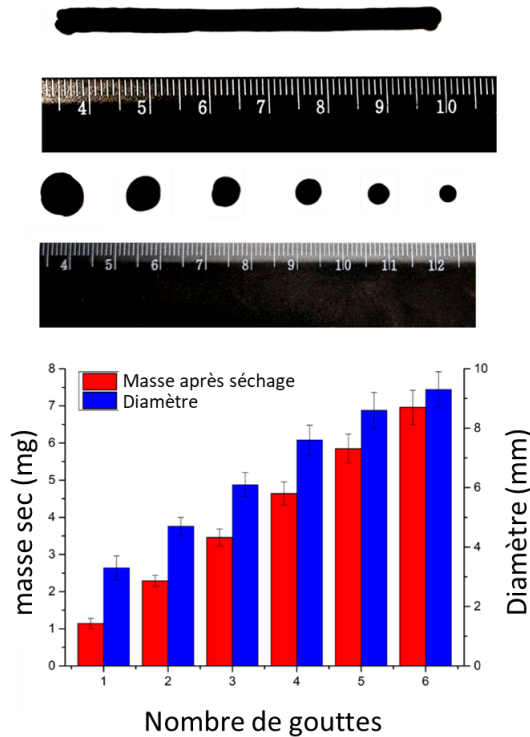 4 5 6 7 8 9 10
4 5 6 7 8 9 10 11 12
Masse après séchage
Diamètre
masse sec (mg)
8
7
6
5
4
3
2
1
0
Diamètre (mm)
10
8
6
4
2
0
1 2 3 4 5 6
Nombre de gouttes